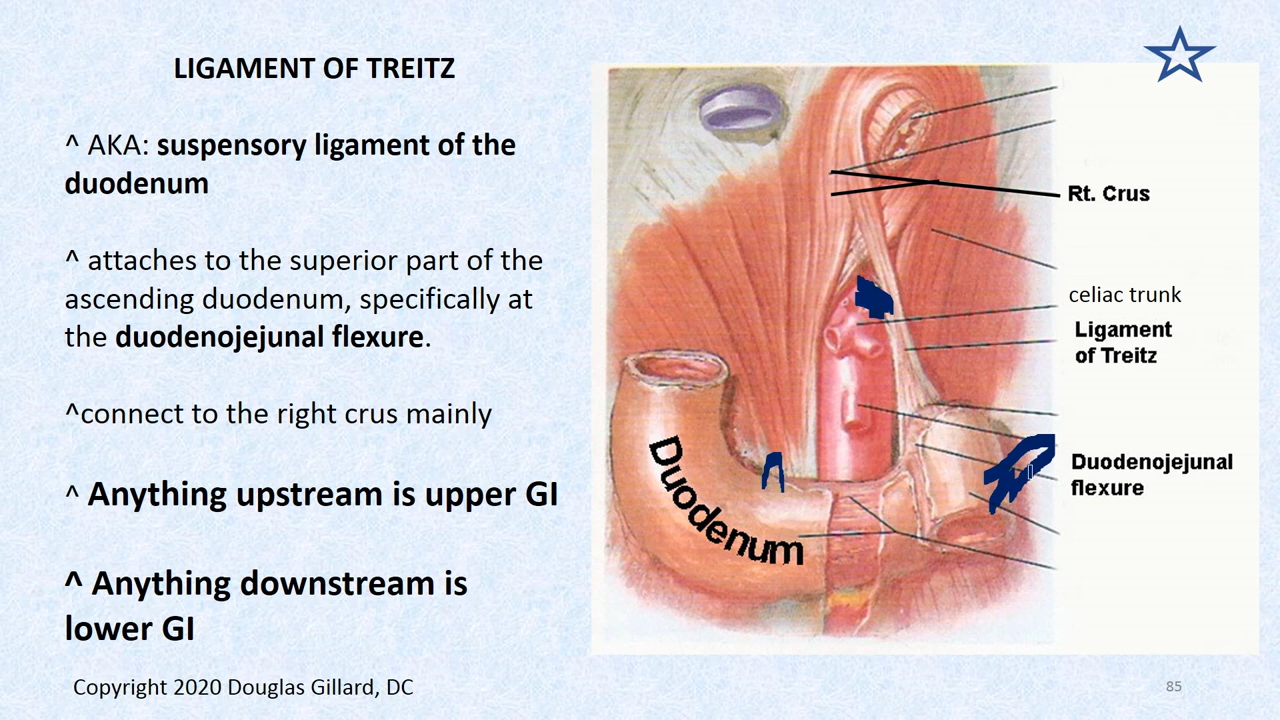 LIGAMENT OF TREITZ
^ AKA: suspensory ligament of the
duodenum
^ attaches to the superior part of the
ascending duodenum, specifically at
the duodenojejunal flexure.
^connect to the right crus mainly
^ Anything upstream is upper GI
^ Anything downstream is
lower GI
Copyright 2020 Douglas Gillard, DC
Rt. Crus
celiac trunk
Ligament
of Treitz
Duodenojejunal
flexure
Duodenum
85